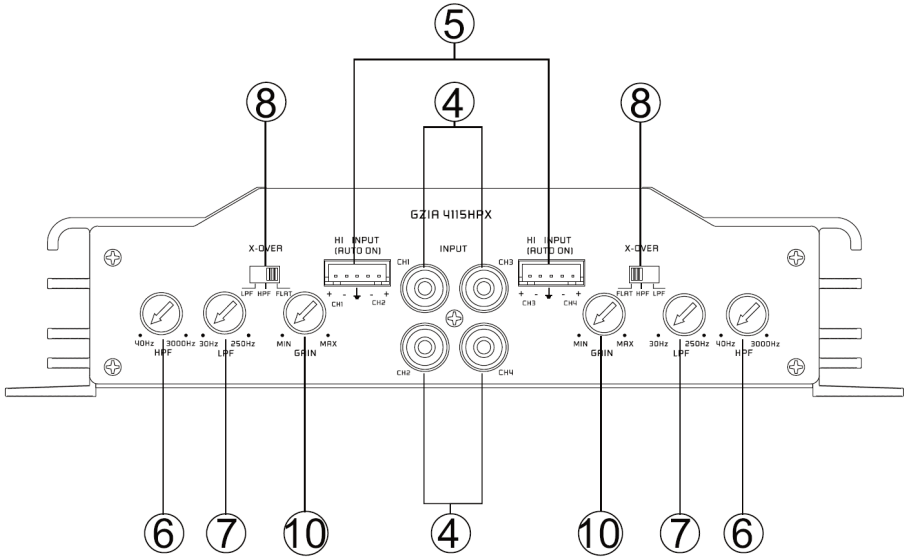 5
8
4
8
GZIA 4115HPX
X-OVER
HI INPUT
(AUTO ON)
INPUT
HI INPUT
(AUTO ON)
X-OVER
CH1
CH3
LPF HPF FLAT
+ - - +
CH1 CH2
+ - - +
CH3 CH4
FLAT HPF LPF
40Hz 3000Hz
HPF
30Hz 250Hz
LPF
MIN MAX
GAIN
MIN MAX
GAIN
30Hz 250Hz
LPF
40Hz 3000Hz
HPF
CH2
CH4
6
7
10
4
10
7
6